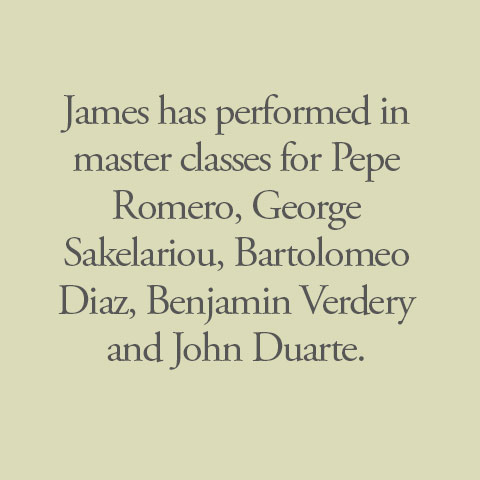 James has performed in
master classes for Pepe
Romero, George
Sakelariou, Bartolomeo
Diaz, Benjamin Verdery
and John Duarte.